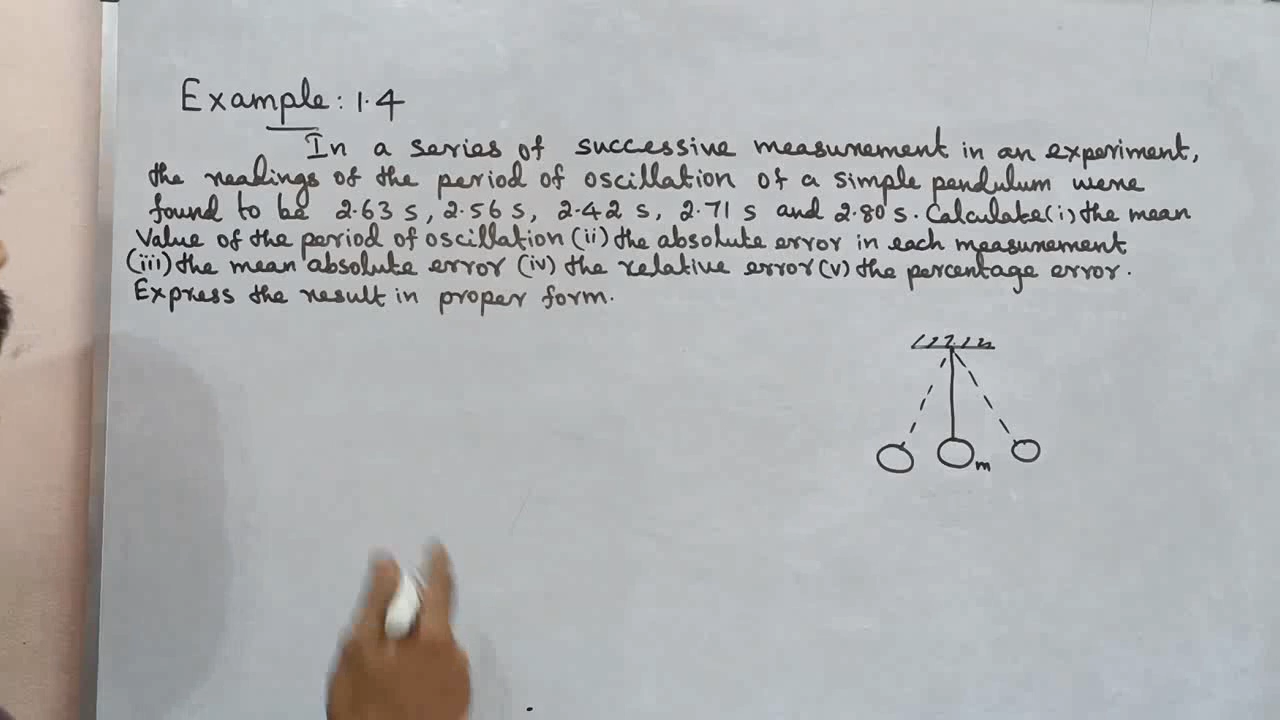 Example: 1.4
In a series of successive measurement in an experiment,
the readings of the period of oscillation of a simple pendulum were
found to be 2.63 s, 2.56 s, 2.42 s, 2.71 s and 2.80 s. Calculate (i) the mean
Value of the period of oscillation (ii) the absolute error in each measurement
(iii) the mean absolute error (iv) the relative error (v) the percentage error.
Express the result in proper form.
m